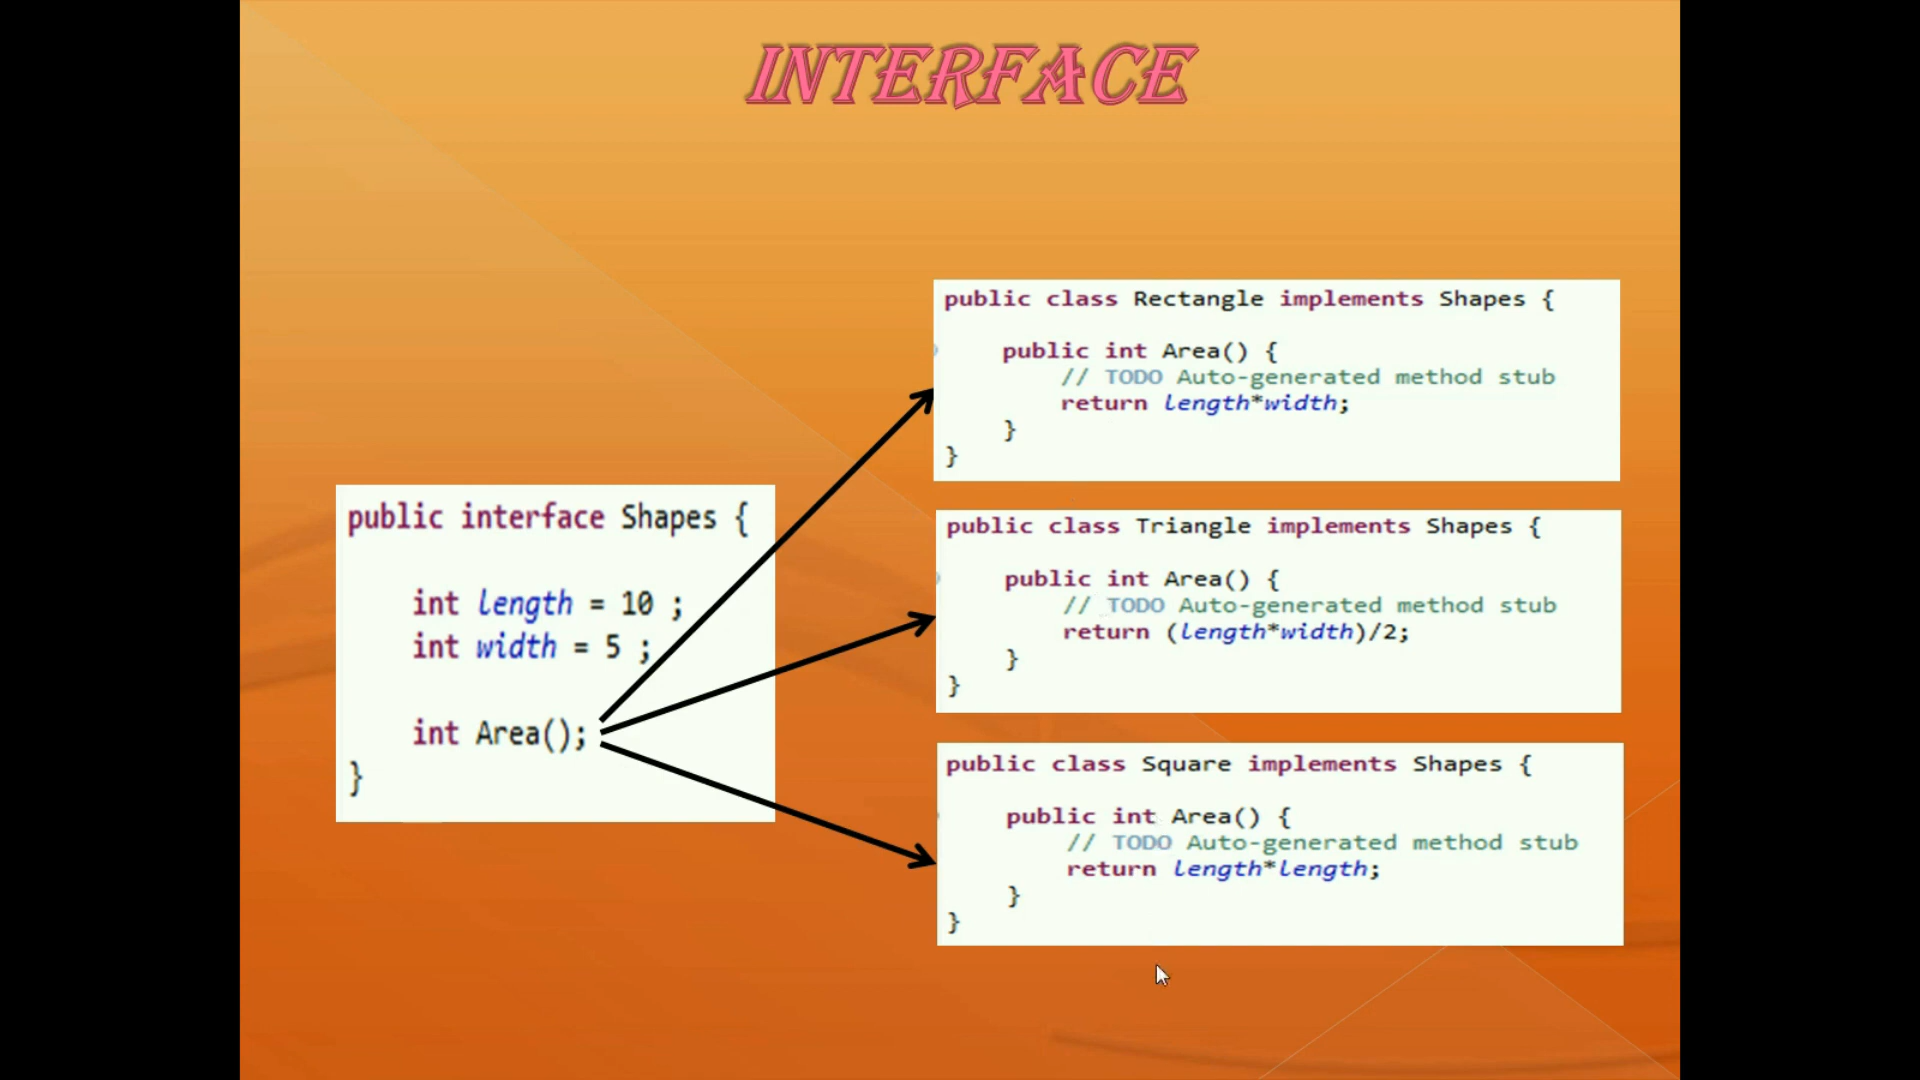 INTERFACE
public interface Shapes {
int length = 10 ;
int width = 5 ;
int Area();
}
public class Rectangle implements Shapes {
public int Area() {
// TODO Auto-generated method stub
return length*width;
}
}
public class Triangle implements Shapes {
public int Area() {
// TODO Auto-generated method stub
return (length*width)/2;
}
}
public class Square implements Shapes {
public int Area() {
// TODO Auto-generated method stub
return length*length;
}
}